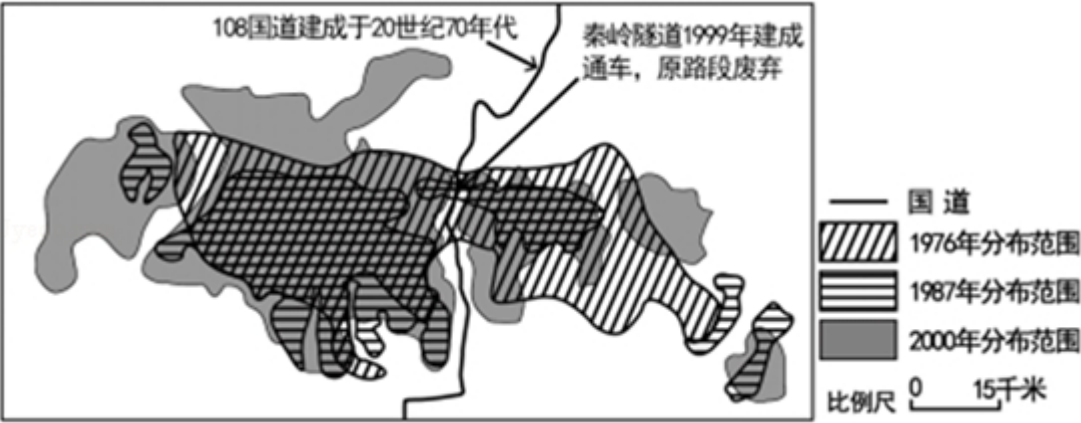 108国道建成于20世纪70年代
秦岭隧道1999年建成
通车，原路段废弃
国道
1976年分布范围
1987年分布范围
2000年分布范围
比例尺 0 15千米